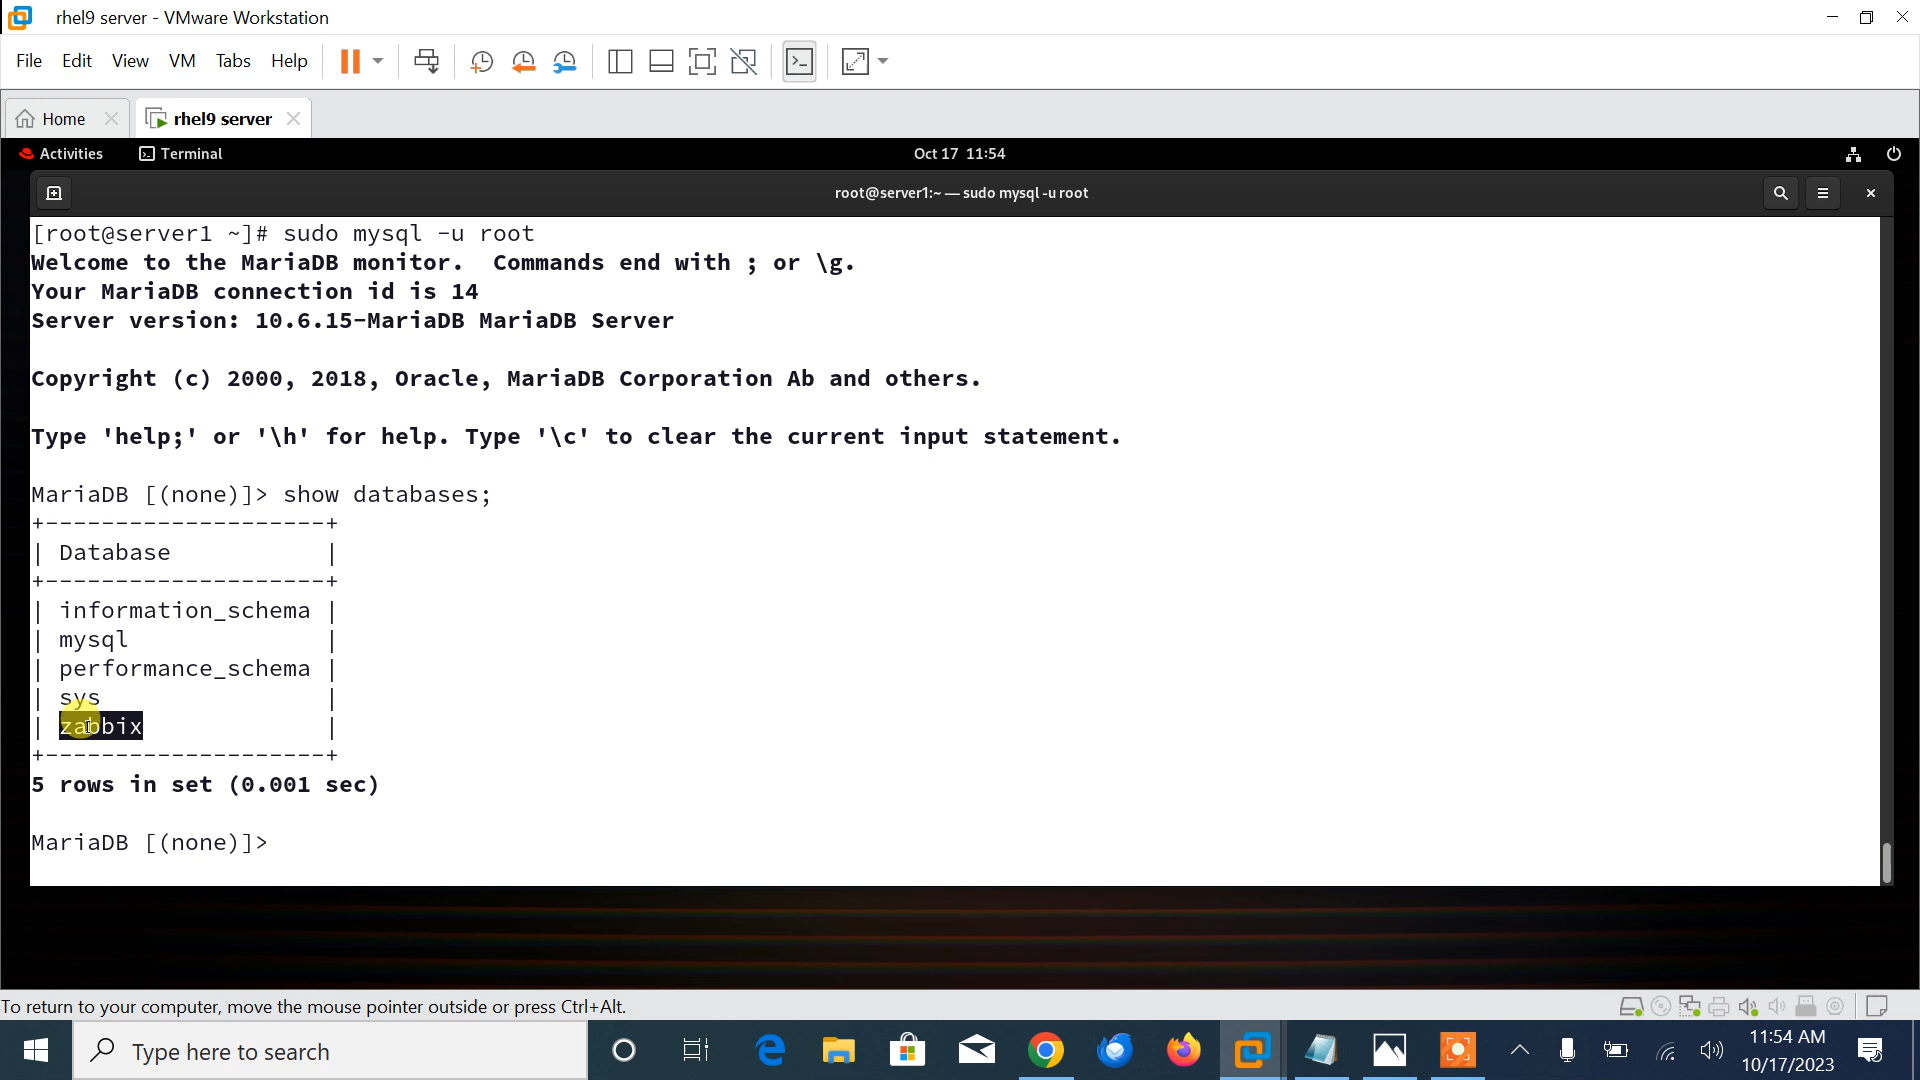 rhel9 server - VMware Workstation
File Edit View VM Tabs Help
Home rhel9 server
Activities Terminal Oct 17 11:54
root@server1:~ — sudo mysql -u root
[root@server1 ~]# sudo mysql -u root
Welcome to the MariaDB monitor.  Commands end with ; or \g.
Your MariaDB connection id is 14
Server version: 10.6.15-MariaDB MariaDB Server
Copyright (c) 2000, 2018, Oracle, MariaDB Corporation Ab and others.
Type 'help;' or '\h' for help. Type '\c' to clear the current input statement.
MariaDB [(none)]> show databases;
+--------------------+
| Database           |
+--------------------+
| information_schema |
| mysql              |
| performance_schema |
| sys                |
| zabbix             |
+--------------------+
5 rows in set (0.001 sec)
MariaDB [(none)]>
To return to your computer, move the mouse pointer outside or press Ctrl+Alt.
Type here to search
11:54 AM
10/17/2023